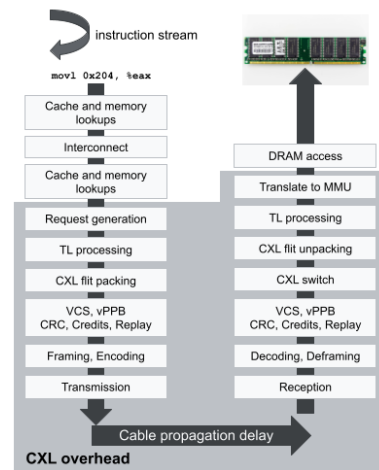 instruction stream
movl 0x204, %eax
Cache and memory
lookups
Interconnect
Cache and memory
lookups
Request generation
TL processing
CXL flit packing
VCS, vPPB
CRC, Credits, Replay
Framing, Encoding
Transmission
Cable propagation delay
DRAM access
Translate to MMU
TL processing
CXL flit unpacking
CXL switch
VCS, vPPB
CRC, Credits, Replay
Decoding, Deframing
Reception
CXL overhead